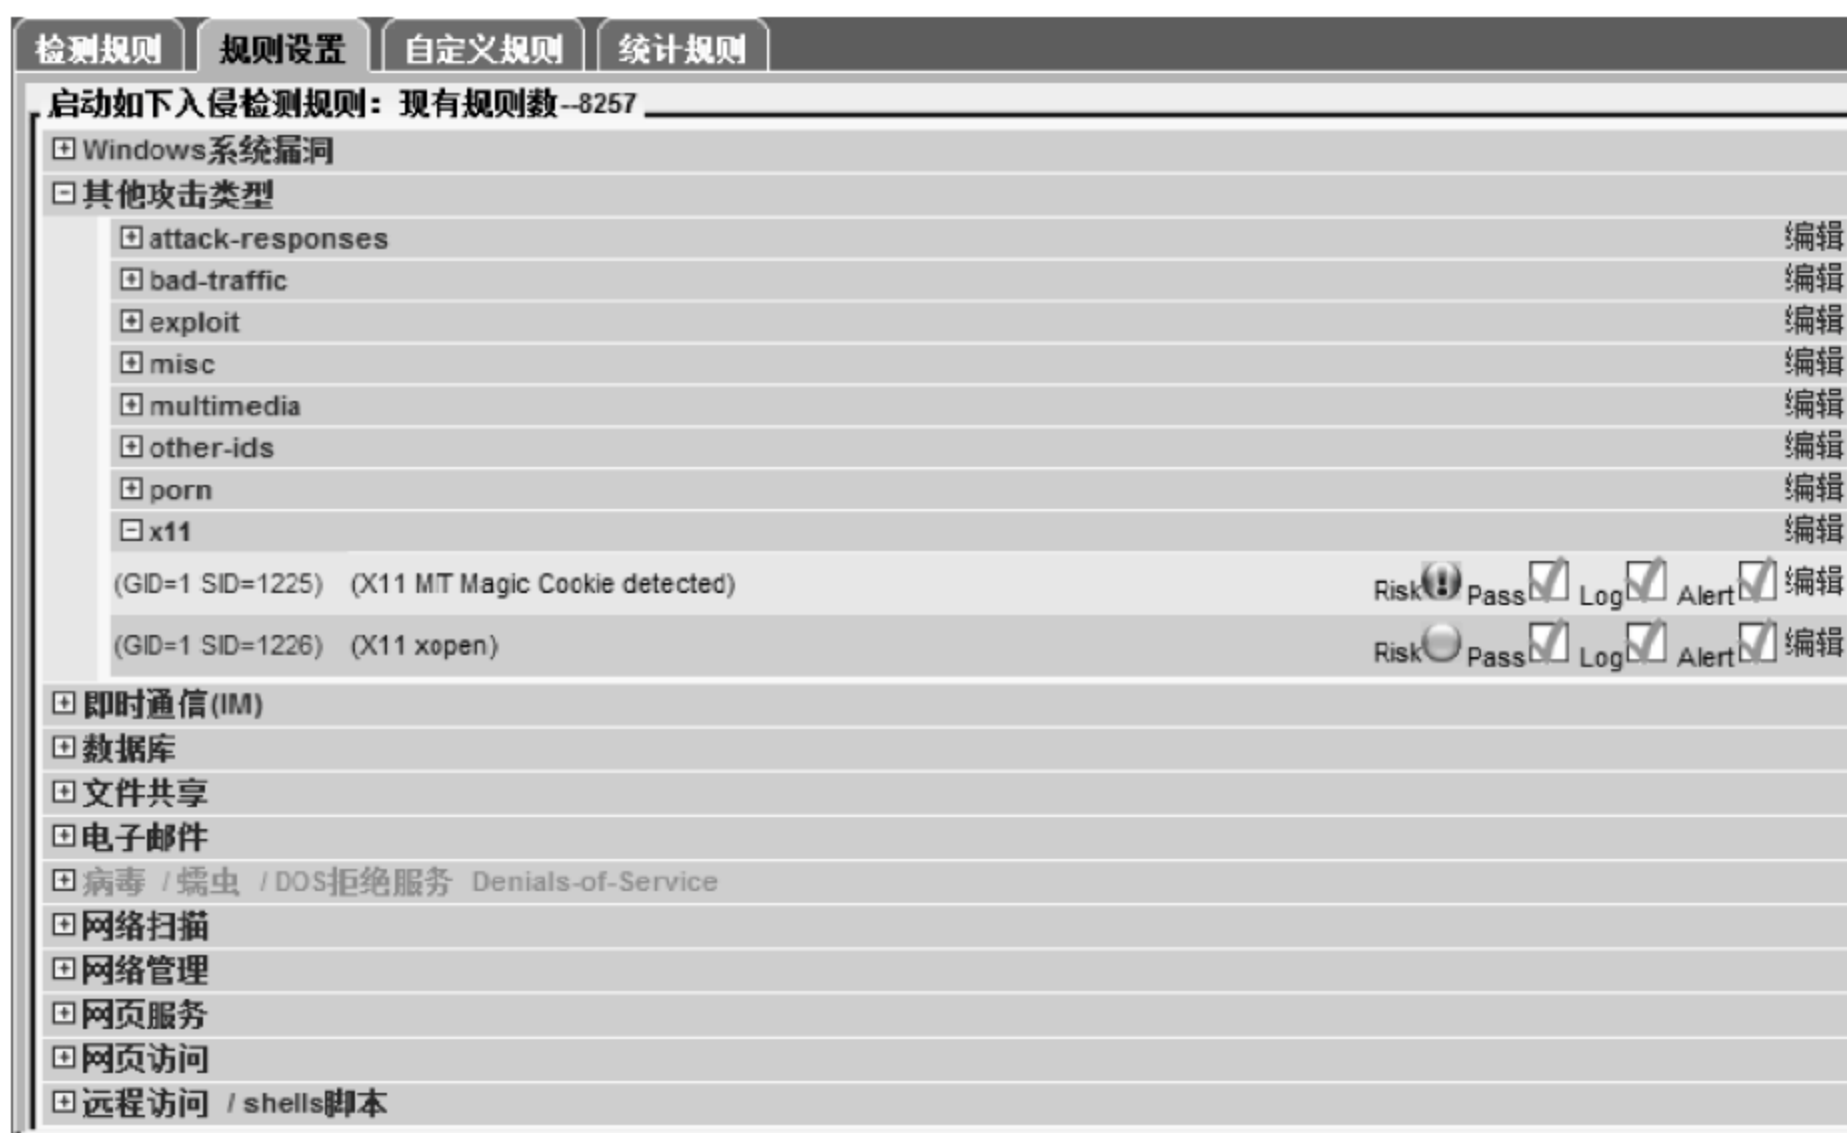 检测规则 规则设置 自定义规则 统计规则
启动如下入侵检测规则：现有规则数--8257
Windows系统漏洞
其他攻击类型
attack-responses 编辑
bad-traffic 编辑
exploit 编辑
misc 编辑
multimedia 编辑
other-ids 编辑
porn 编辑
x11 编辑
(GID=1 SID=1225) (X11 MIT Magic Cookie detected) Risk Pass Log Alert 编辑
(GID=1 SID=1226) (X11 xopen) Risk Pass Log Alert 编辑
即时通信(IM)
数据库
文件共享
电子邮件
病毒 / 蠕虫 / DOS拒绝服务 Denials-of-Service
网络扫描
网络管理
网页服务
网页访问
远程访问 / shells脚本